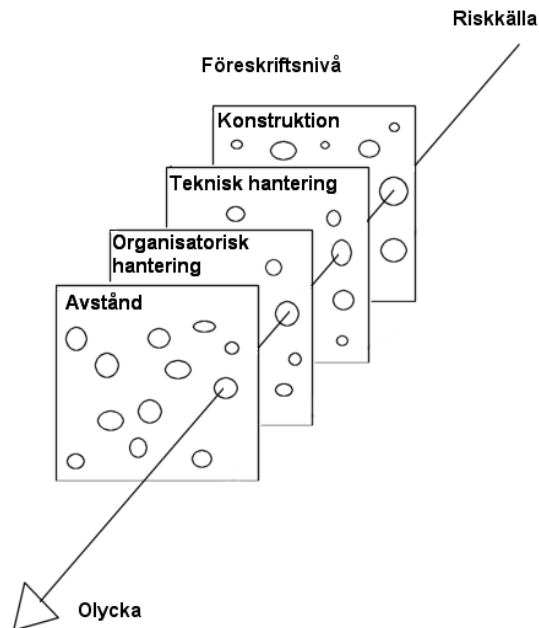 Riskkälla
Föreskriftsnivå
Konstruktion
Teknisk hantering
Organisatorisk
hantering
Avstånd
Olycka